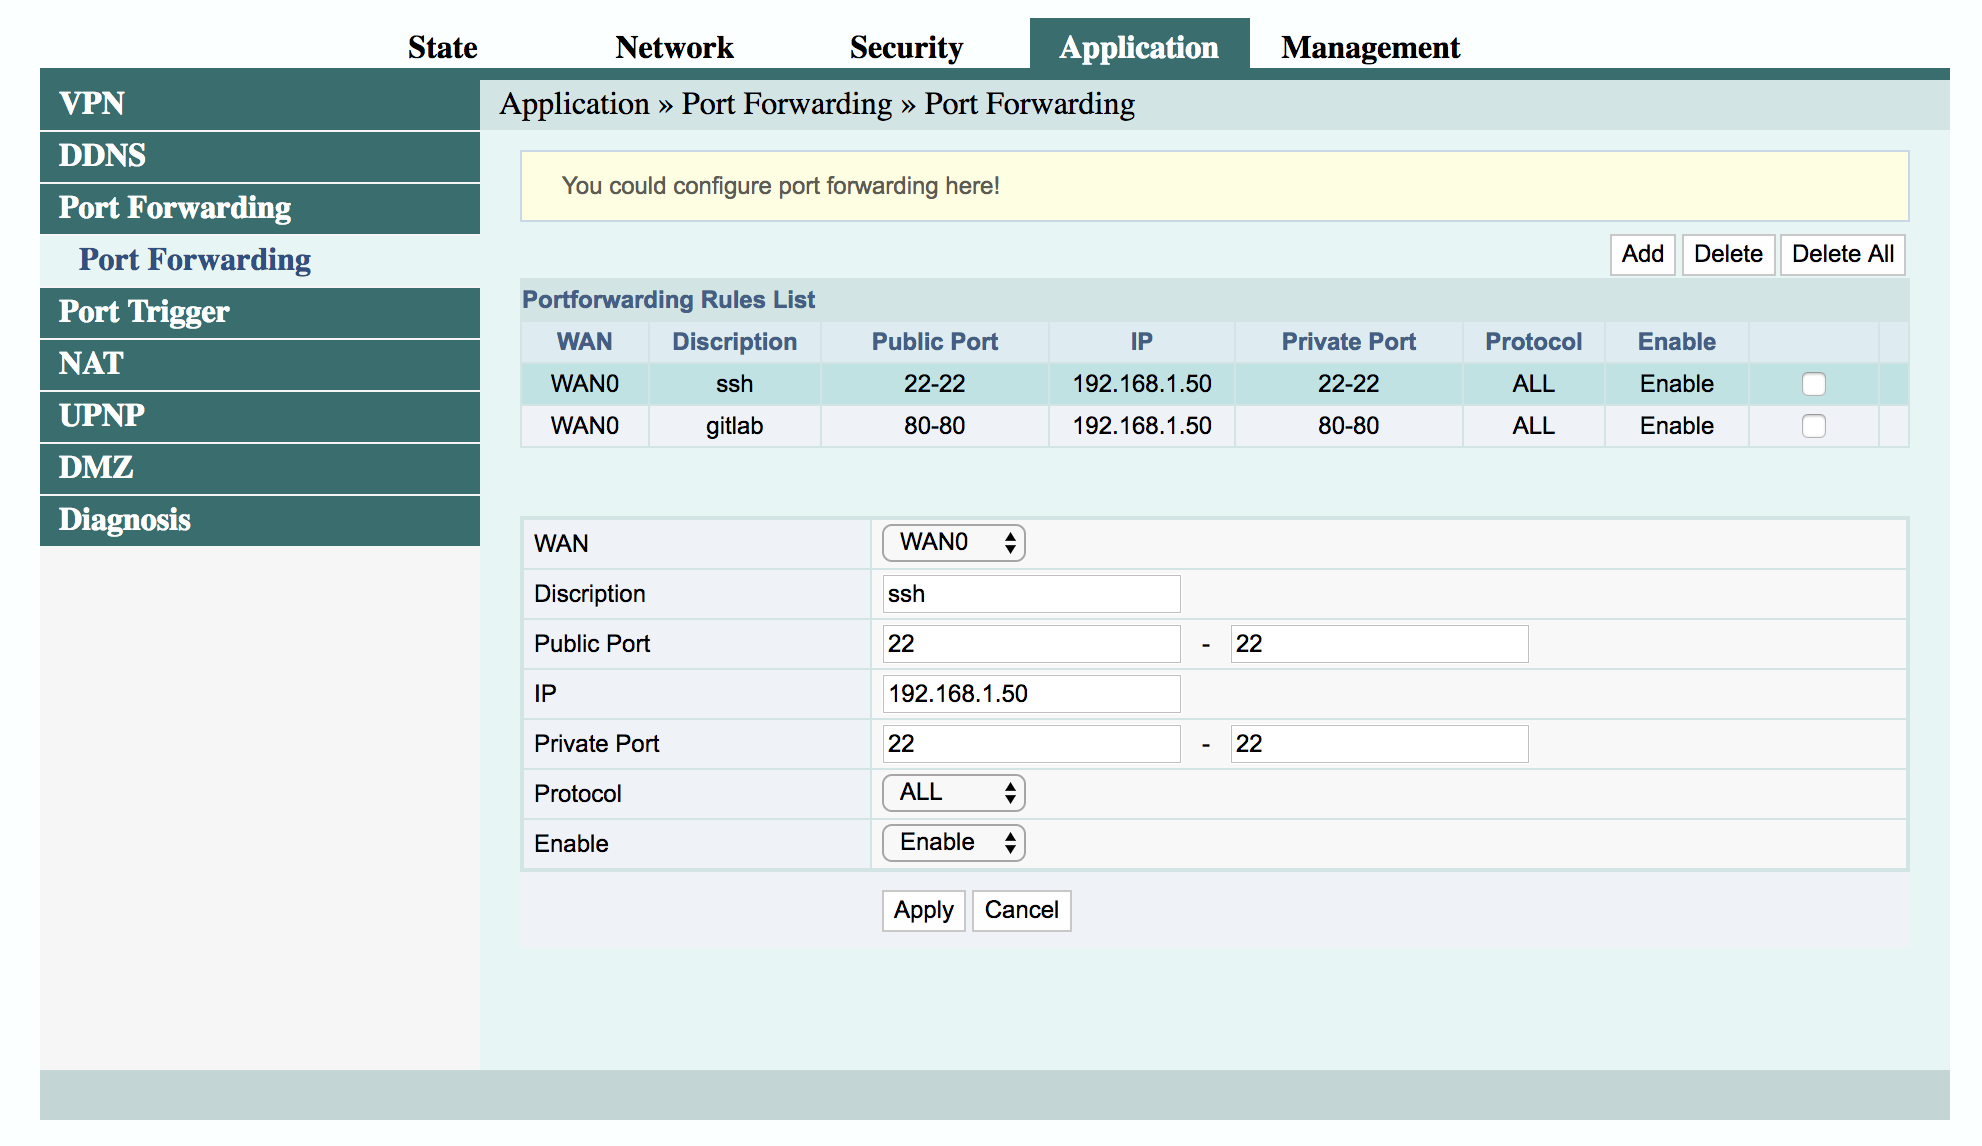 State Network Security Application Management
VPN
DDNS
Port Forwarding
Port Forwarding
Port Trigger
NAT
UPNP
DMZ
Diagnosis
Application » Port Forwarding » Port Forwarding
You could configure port forwarding here!
Add Delete Delete All
Portforwarding Rules List
WAN Discription Public Port IP Private Port Protocol Enable
WAN0 ssh 22-22 192.168.1.50 22-22 ALL Enable
WAN0 gitlab 80-80 192.168.1.50 80-80 ALL Enable
WAN WAN0
Discription ssh
Public Port 22 - 22
IP 192.168.1.50
Private Port 22 - 22
Protocol ALL
Enable Enable
Apply Cancel